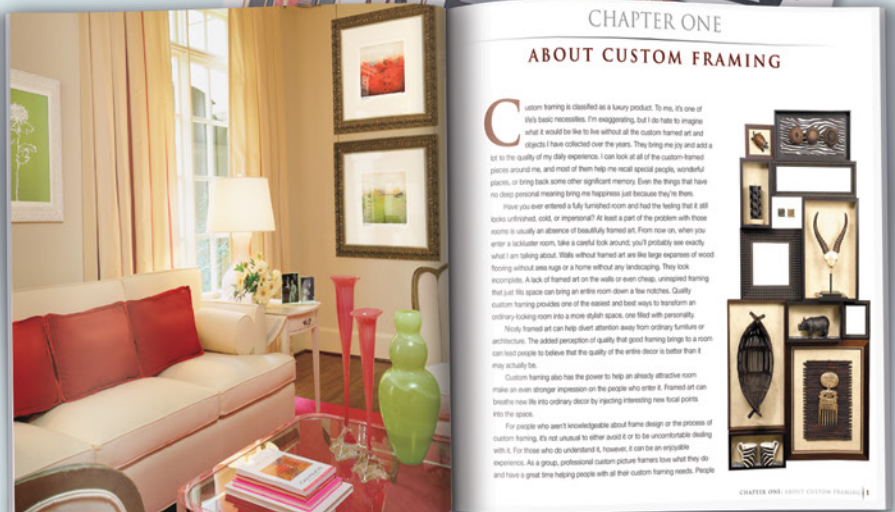 CHAPTER ONE
ABOUT CUSTOM FRAMING
Custom framing is classified as a luxury product. To me, it's one of
life's basic necessities. I'm exaggerating, but I do hate to imagine
what it would be like to live without all the custom framed art and
objects I have collected over the years. They bring me joy and add a
lot to the quality of my daily experience. I can look at all of the custom-framed
pieces around me, and most of them help me recall special people, wonderful
places, or bring back some other significant memory. Even the things that have
no deep personal meaning bring me happiness just because they're there.
Have you ever entered a fully furnished room and had the feeling that it still
looks unfinished, cold, or impersonal? At least a part of the problem with those
rooms is usually an absence of beautifully framed art. From now on, when you
enter a lackluster room, take a careful look around; you'll probably see exactly
what I am talking about. Walls without framed art are like large expanses of wood
flooring without area rugs or a home without any landscaping. They look
incomplete. A lack of framed art on the walls or even cheap, uninspired framing
that just fills space can bring an entire room down a few notches. Quality
custom framing provides one of the easiest and best ways to transform an
ordinary-looking room into a more stylish space, one filled with personality.
Nicely framed art can help divert attention away from ordinary furniture or
architecture. The added perception of quality that good framing brings to a room
can lead people to believe that the quality of the entire decor is better than it
may actually be.
Custom framing also has the power to help an already attractive room
make an even stronger impression on the people who enter it. Framed art can
breathe new life into ordinary decor by injecting interesting new focal points
into the space.
For people who aren't knowledgeable about frame design or the process of
custom framing, it's not unusual to either avoid it or to be uncomfortable dealing
with it. For those who do understand it, however, it can be an enjoyable
experience. As a group, professional custom picture framers love what they do
and have a great time helping people with all their custom framing needs. People
CHAPTER ONE: ABOUT CUSTOM FRAMING 1